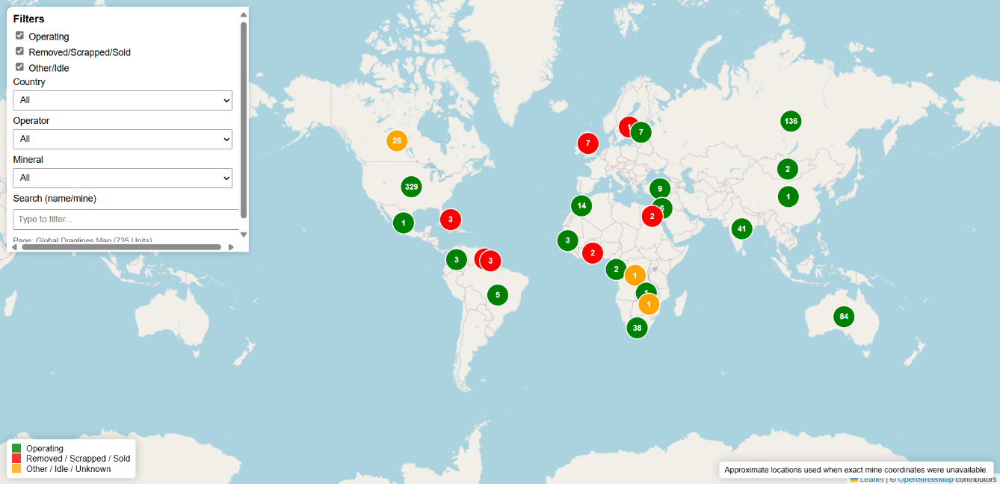 Filters
Operating
Removed/Scrapped/Sold
Other/Idle
Country
All
Operator
All
Mineral
All
Search (name/mine)
Type to filter...
Page: Global Draglines Map (735 Units)
136
1
7
7
26
2
329
9
1
14
6
2
1
3
41
3
2
3
3
2
1
5
1
1
84
38
Operating
Removed / Scrapped / Sold
Other / Idle / Unknown
Approximate locations used when exact mine coordinates were unavailable.
Leaflet | © OpenStreetMap contributors